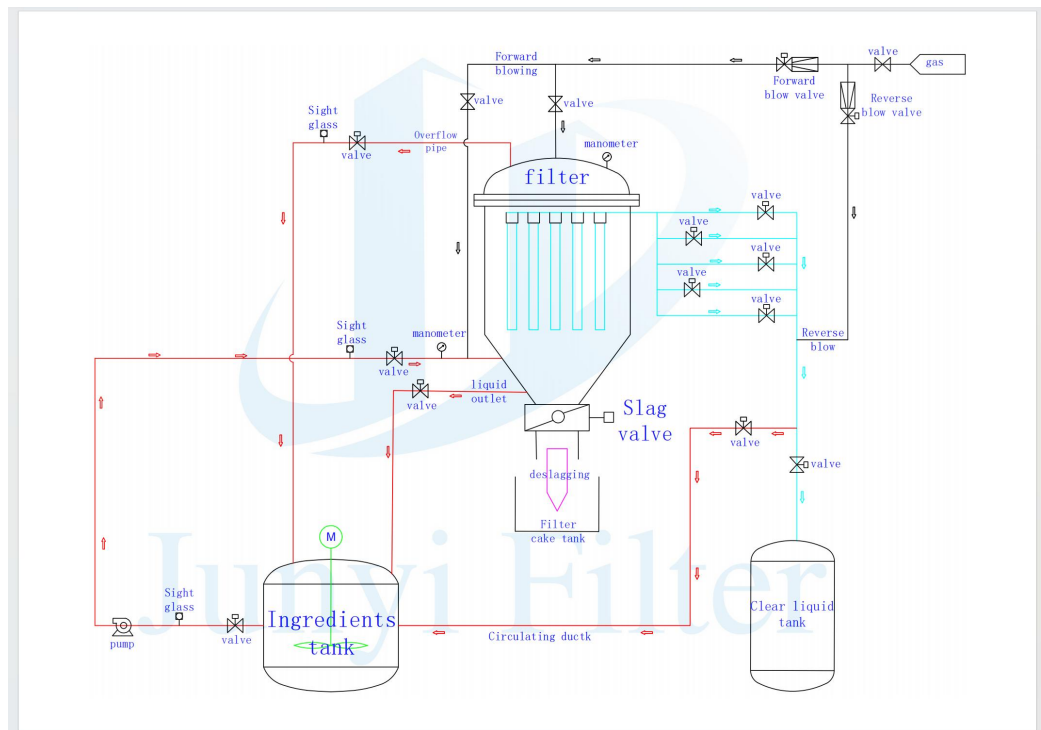 Forward
blowing
valve
gas
Forward
blow valve
Reverse
blow valve
valve
valve
Sight
glass
Overflow
pipe
valve
manometer
filter
valve
valve
valve
valve
valve
Reverse
blow
Sight
glass
manometer
valve
liquid
outlet
valve
Slag
valve
valve
valve
deslagging
Filter
cake tank
M
Junyi Filter
Sight
glass
Ingredients
tank
Clear liquid
tank
Circulating ductk
valve
pump